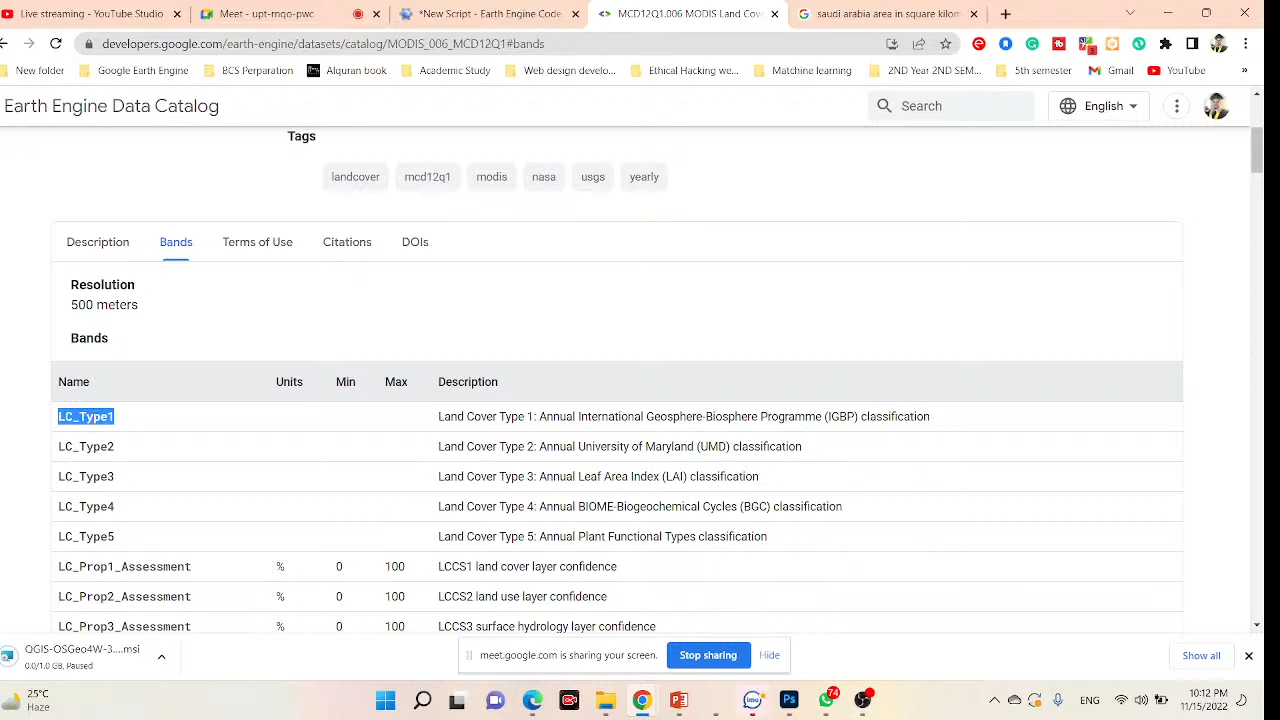 Live streaming of YouTube Studio
Meet - upt-rnqo-pwc
*New Script - Earth Engine Code
MCD12Q1.006 MODIS Land Cove
saudi arabia area in square kilom
developers.google.com/earth-engine/datasets/catalog/MODIS_006_MCD12Q1#bands
New folder
Google Earth Engine
BCS Perparation
Alquran book
Academy Study
Web design develo...
Ethical Hacking we...
Matchine learning
2ND Year 2ND SEM...
5th semester
Gmail
YouTube
»
Earth Engine Data Catalog
Search
English
Tags
landcover mcd12q1 modis nasa usgs yearly
Description Bands Terms of Use Citations DOIs
Resolution
500 meters
Bands
Name Units Min Max Description
LC_Type1 Land Cover Type 1: Annual International Geosphere-Biosphere Programme (IGBP) classification
LC_Type2 Land Cover Type 2: Annual University of Maryland (UMD) classification
LC_Type3 Land Cover Type 3: Annual Leaf Area Index (LAI) classification
LC_Type4 Land Cover Type 4: Annual BIOME-Biogeochemical Cycles (BGC) classification
LC_Type5 Land Cover Type 5: Annual Plant Functional Types classification
LC_Prop1_Assessment % 0 100 LCCS1 land cover layer confidence
LC_Prop2_Assessment % 0 100 LCCS2 land use layer confidence
LC_Prop3_Assessment % 0 100 LCCS3 surface hydrology layer confidence
QGIS-OSGeo4W-3....msi
0.0/1.0 GB, Paused
meet.google.com is sharing your screen.
Stop sharing
Hide
Show all
25°C
Haze
74
ENG
10:12 PM
11/15/2022